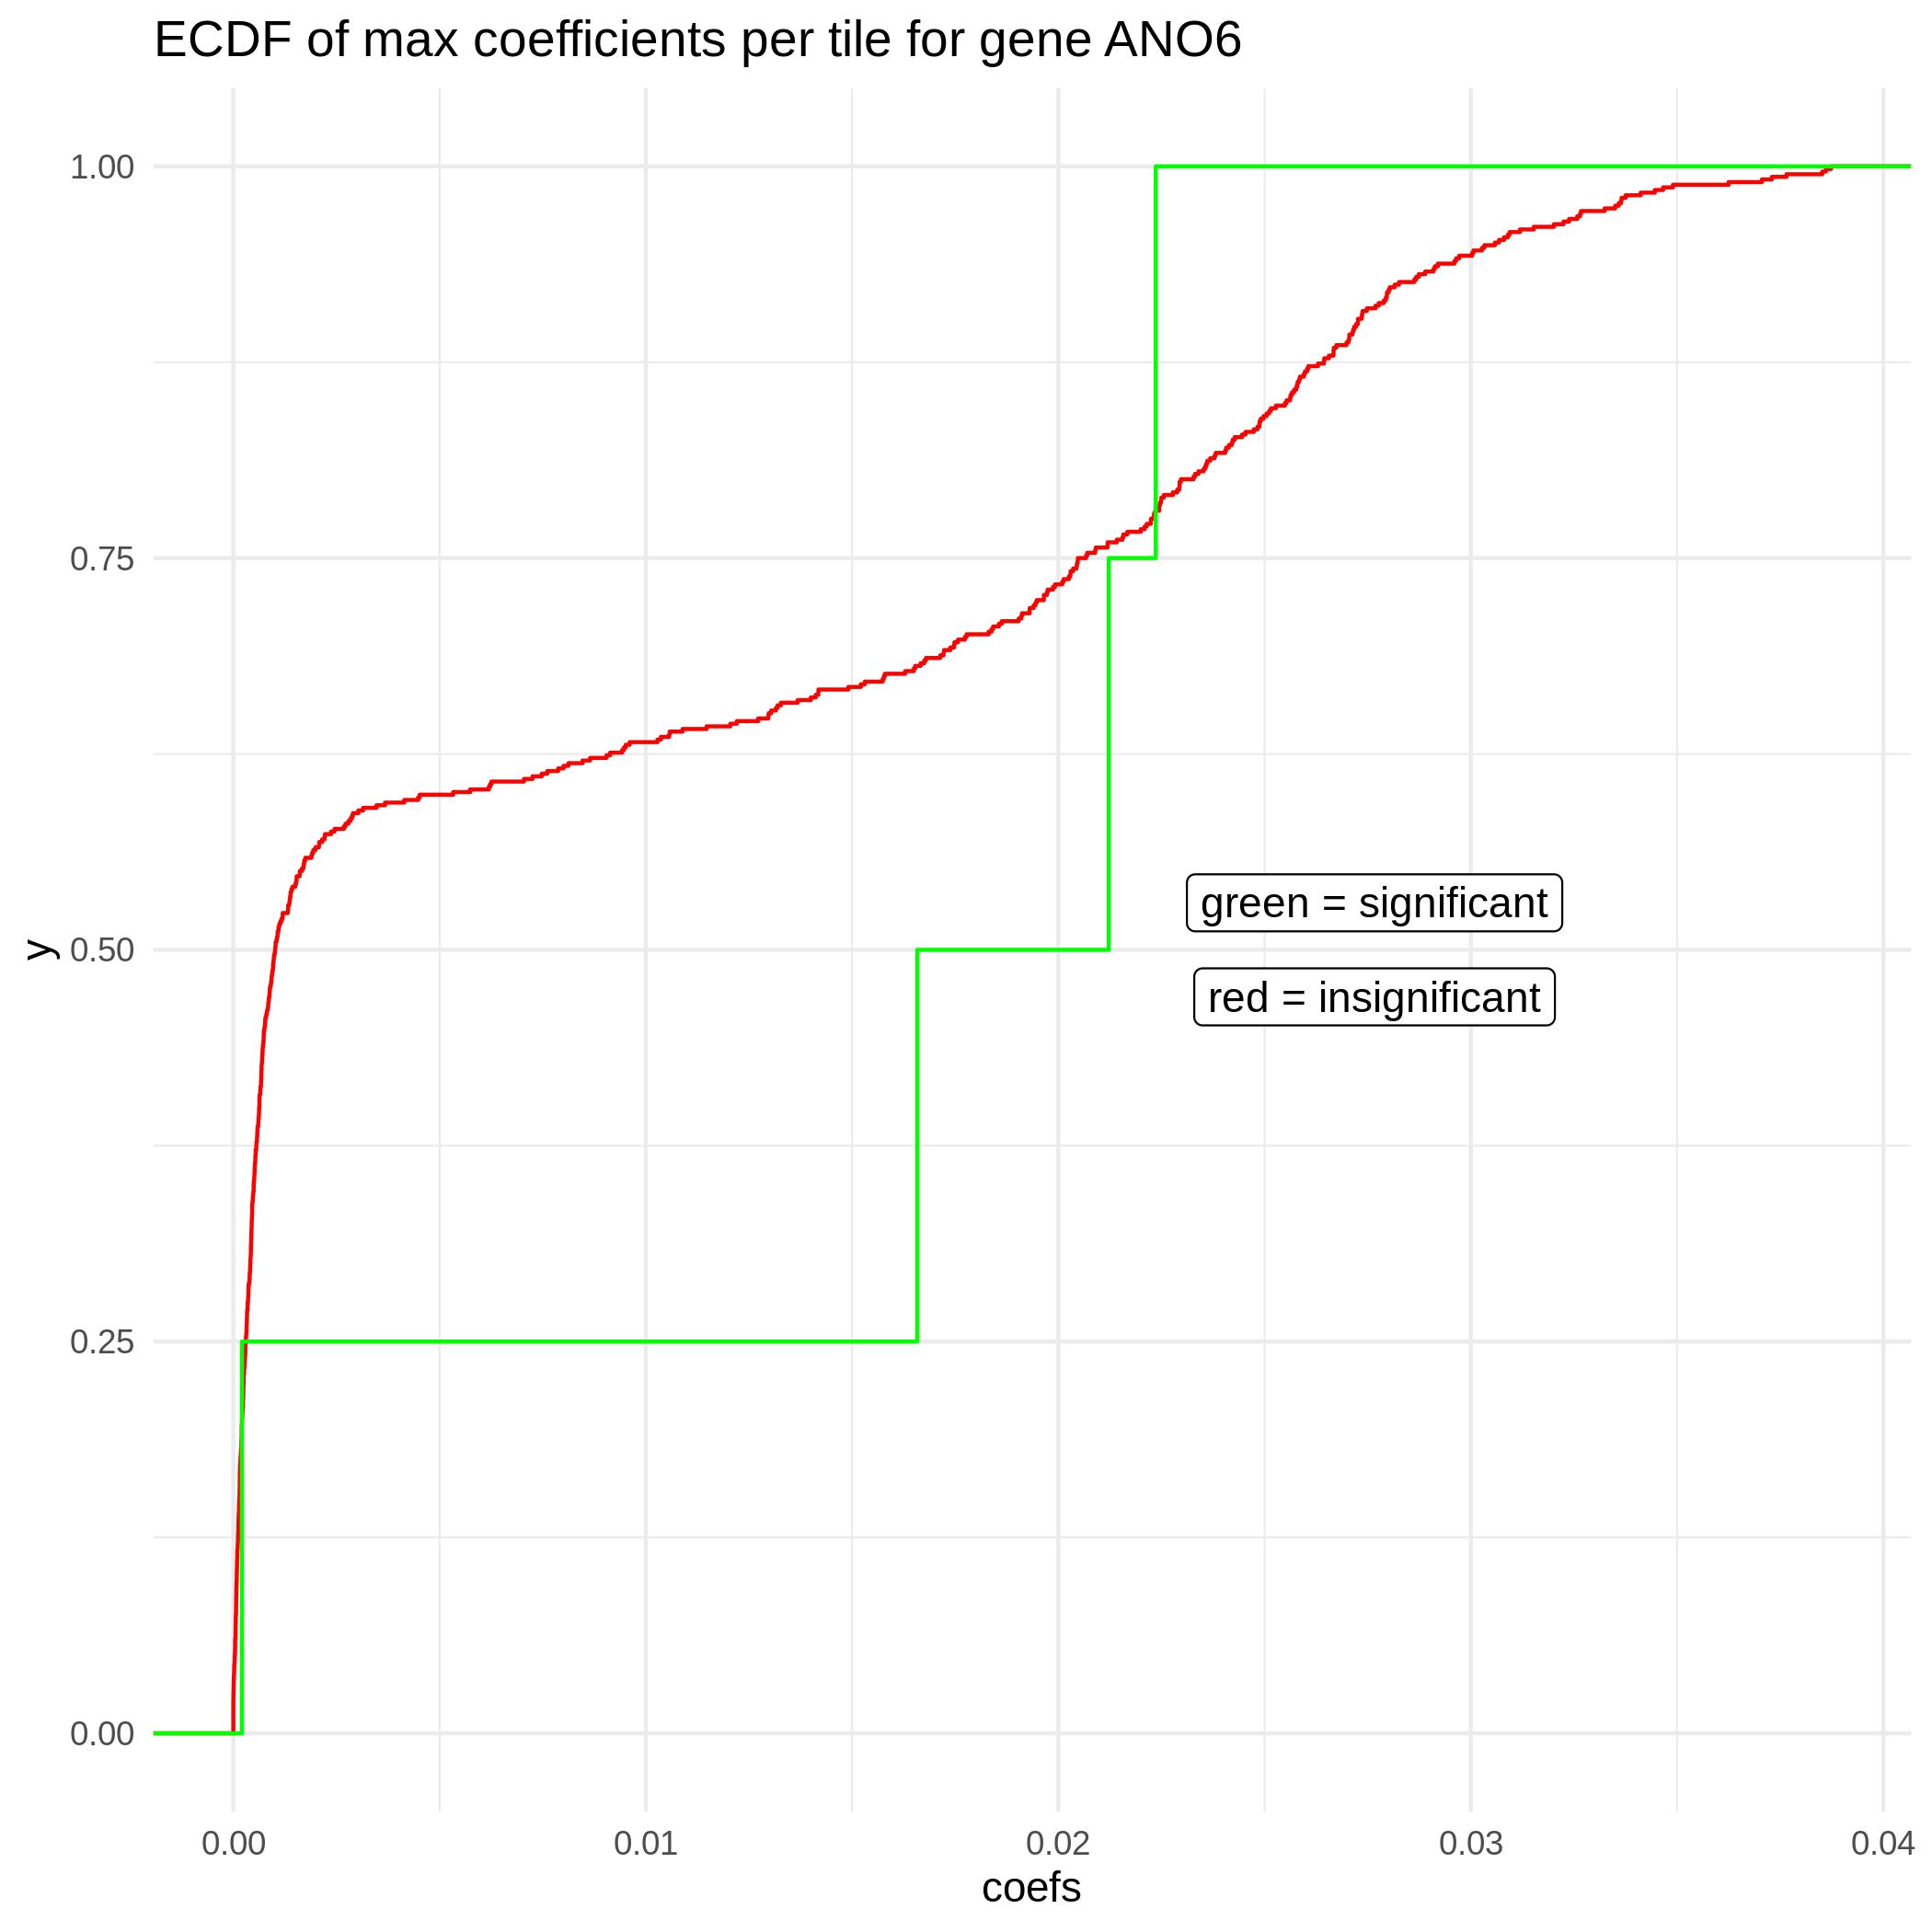 ECDF of max coefficients per tile for gene ANO6
1.00
0.75
0.50
0.25
0.00
y
green = significant
red = insignificant
0.00 0.01 0.02 0.03 0.04
coefs